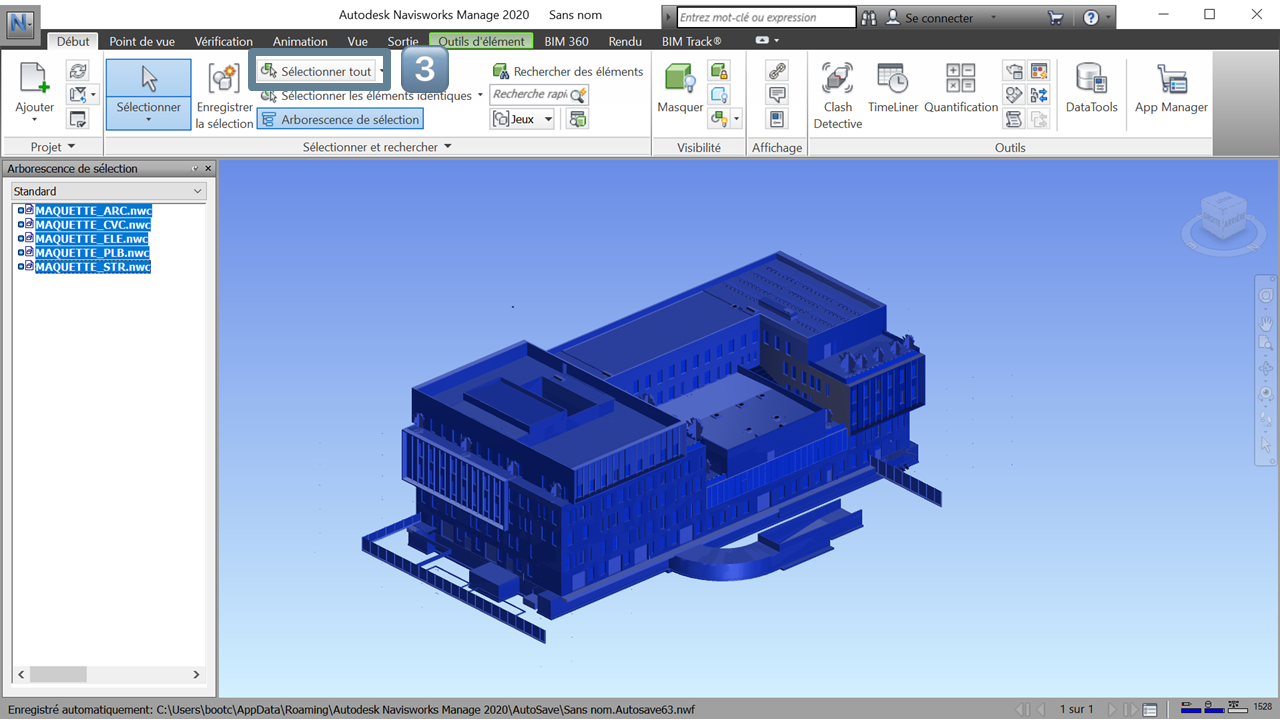 Autodesk Navisworks Manage 2020 Sans nom
Entrez mot-clé ou expression
Se connecter
Début Point de vue Vérification Animation Vue Sortie Outils d'élément BIM 360 Rendu BIM Track®
Ajouter
Projet
Sélectionner
Enregistrer
la sélection
Sélectionner tout
3
Sélectionner les éléments identiques
Arborescence de sélection
Rechercher des éléments
Recherche rapi
Jeux
Sélectionner et rechercher
Masquer
Visibilité
Affichage
Clash
Detective
TimeLiner
Quantification
DataTools
App Manager
Outils
Arborescence de sélection
Standard
MAQUETTE_ARC.nwc
MAQUETTE_CVC.nwc
MAQUETTE_ELE.nwc
MAQUETTE_PLB.nwc
MAQUETTE_STR.nwc
Enregistré automatiquement: C:\Users\bootc\AppData\Roaming\Autodesk Navisworks Manage 2020\AutoSave\Sans nom.Autosave63.nwf
1 sur 1
1528